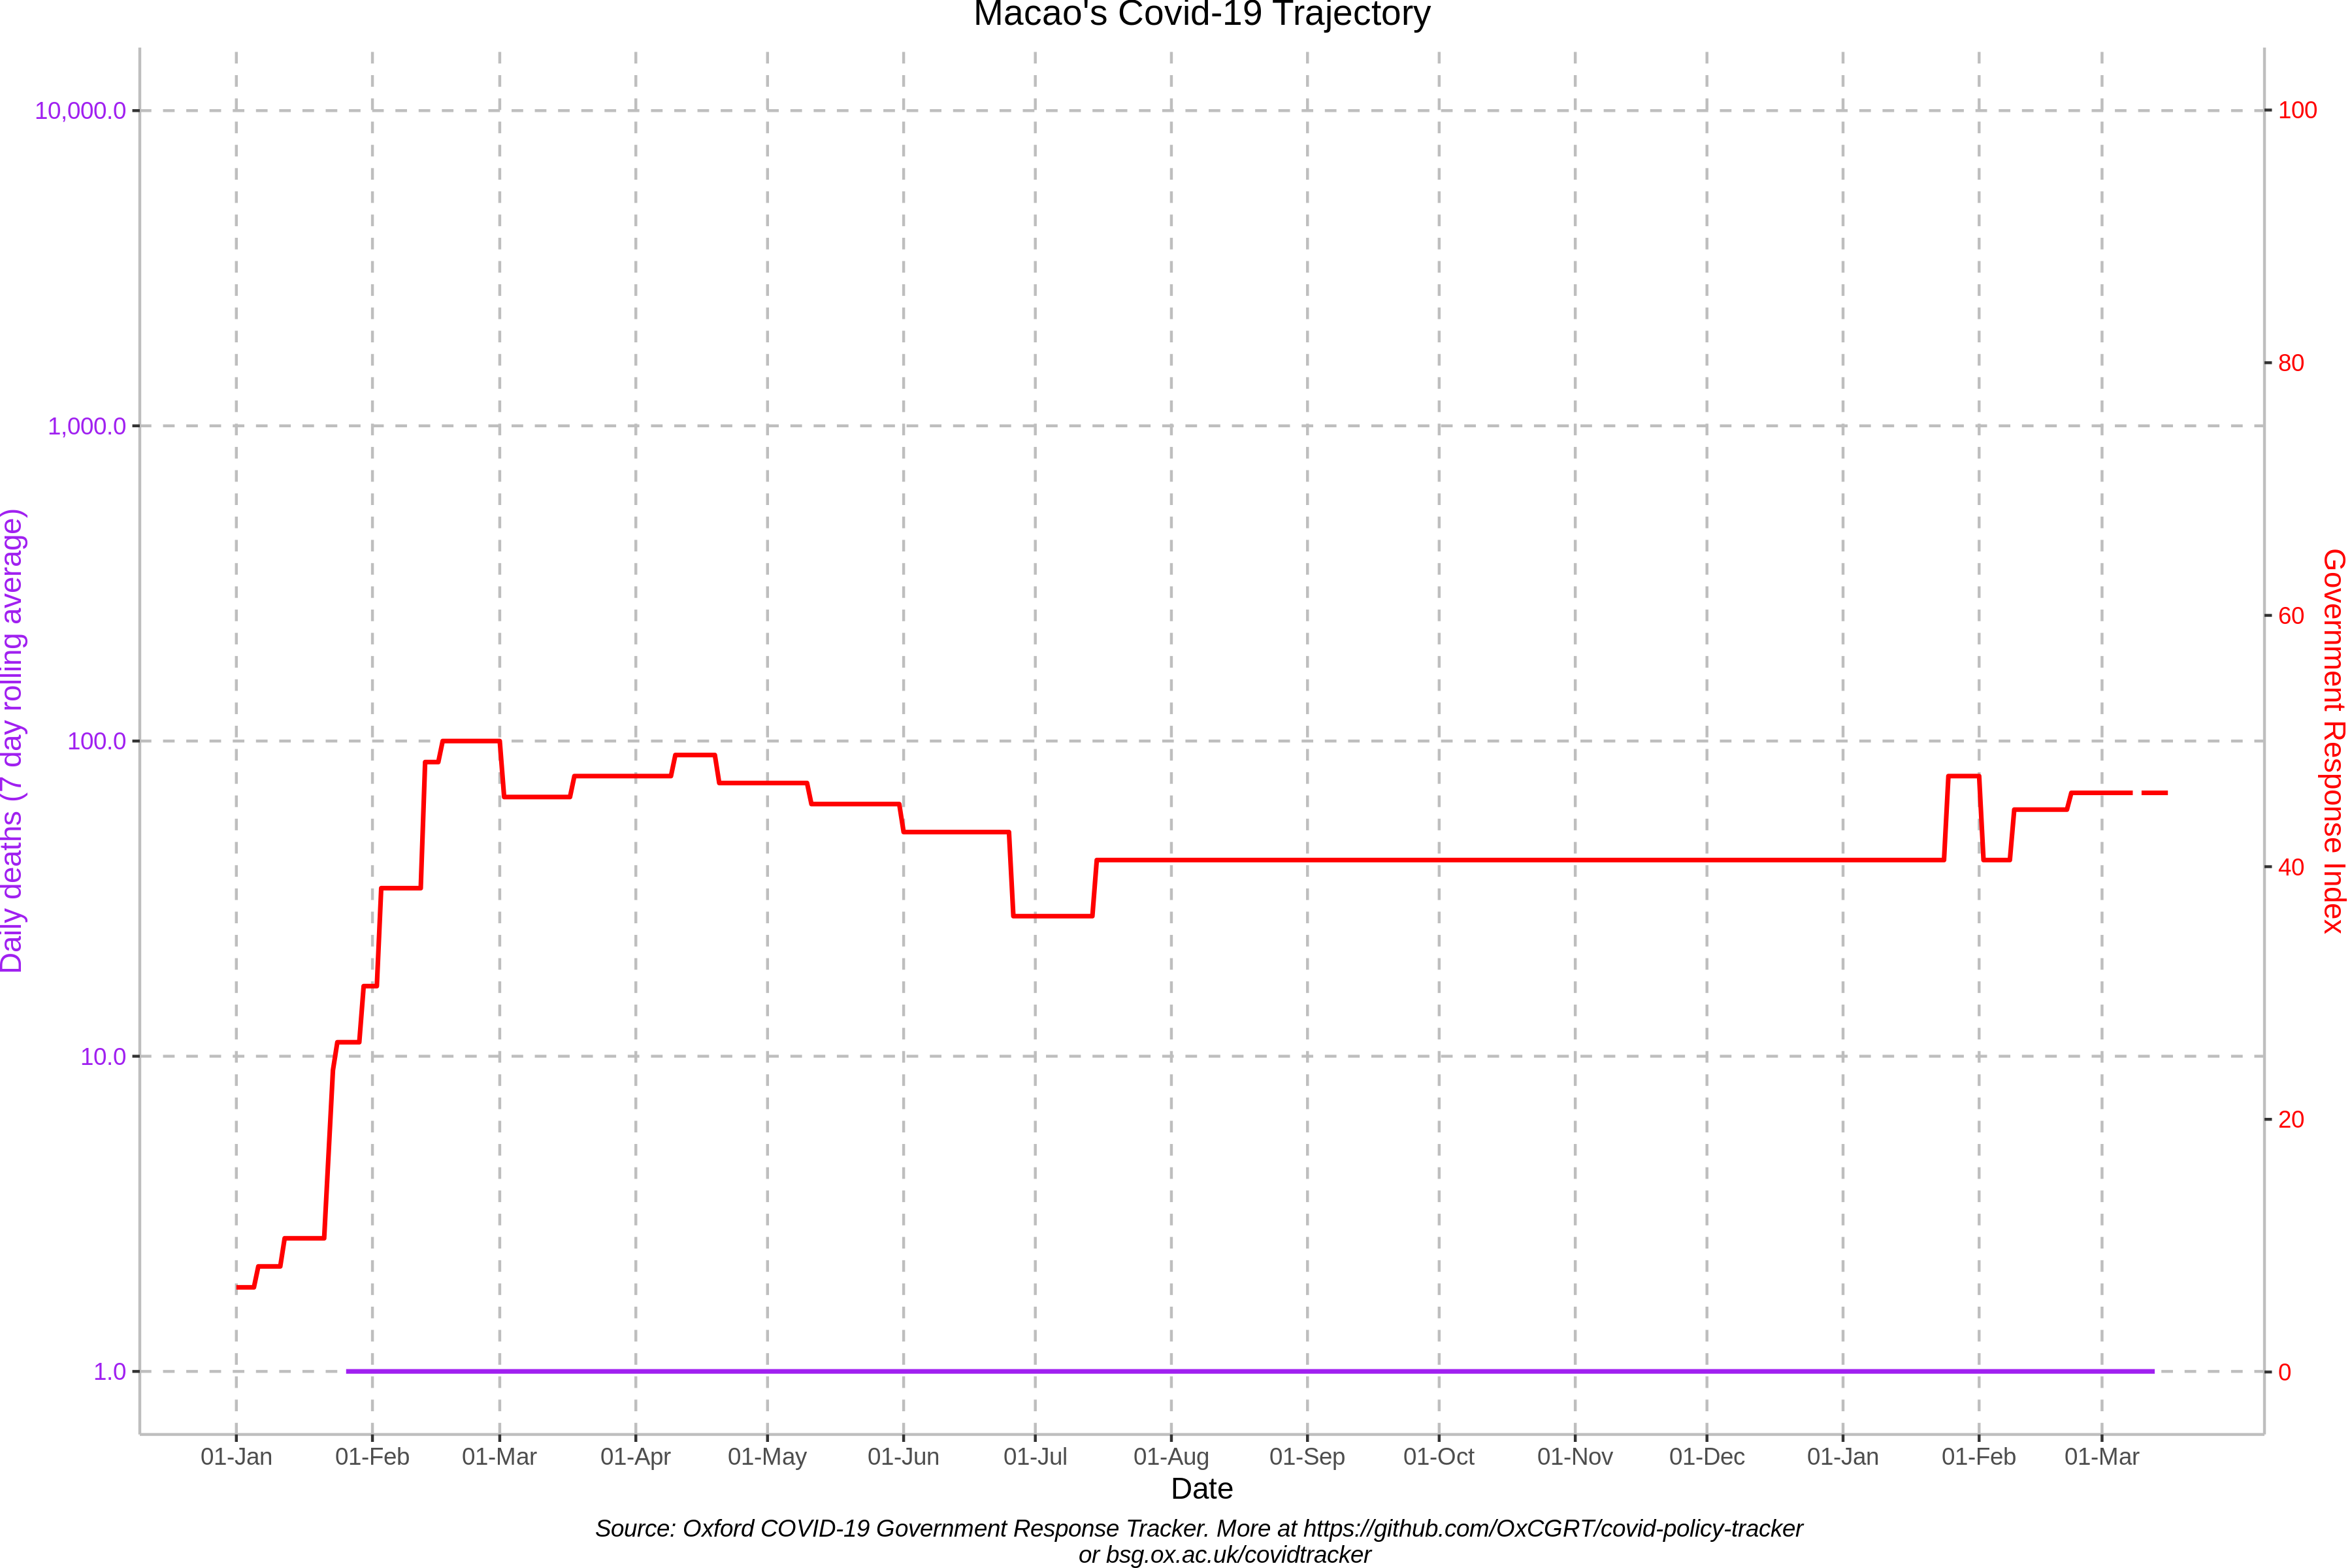 Macao's Covid-19 Trajectory
10,000.0
1,000.0
100.0
10.0
1.0
Daily deaths (7 day rolling average)
100
80
60
40
20
0
Government Response Index
01-Jan 01-Feb 01-Mar 01-Apr 01-May 01-Jun 01-Jul 01-Aug 01-Sep 01-Oct 01-Nov 01-Dec 01-Jan 01-Feb 01-Mar
Date
Source: Oxford COVID-19 Government Response Tracker. More at https://github.com/OxCGRT/covid-policy-tracker
or bsg.ox.ac.uk/covidtracker